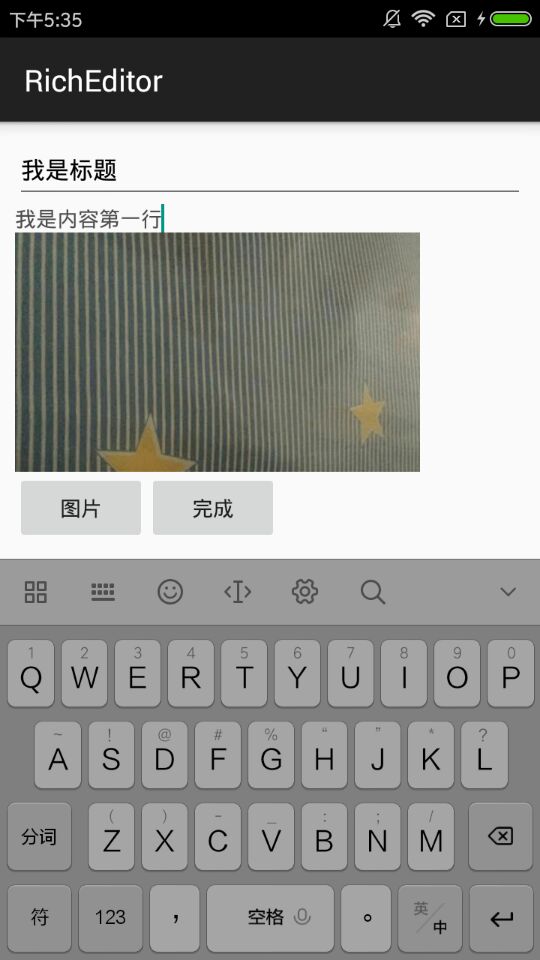 下午5:35
RichEditor
我是标题
我是内容第一行
图片 完成
1 2 3 4 5 6 7 8 9 0
Q W E R T Y U I O P
~ ! @ # % “ ” * ?
A S D F G H J K L
( ) - _ : ; /
分词 Z X C V B N M
符 123 ， 空格 。 英/中